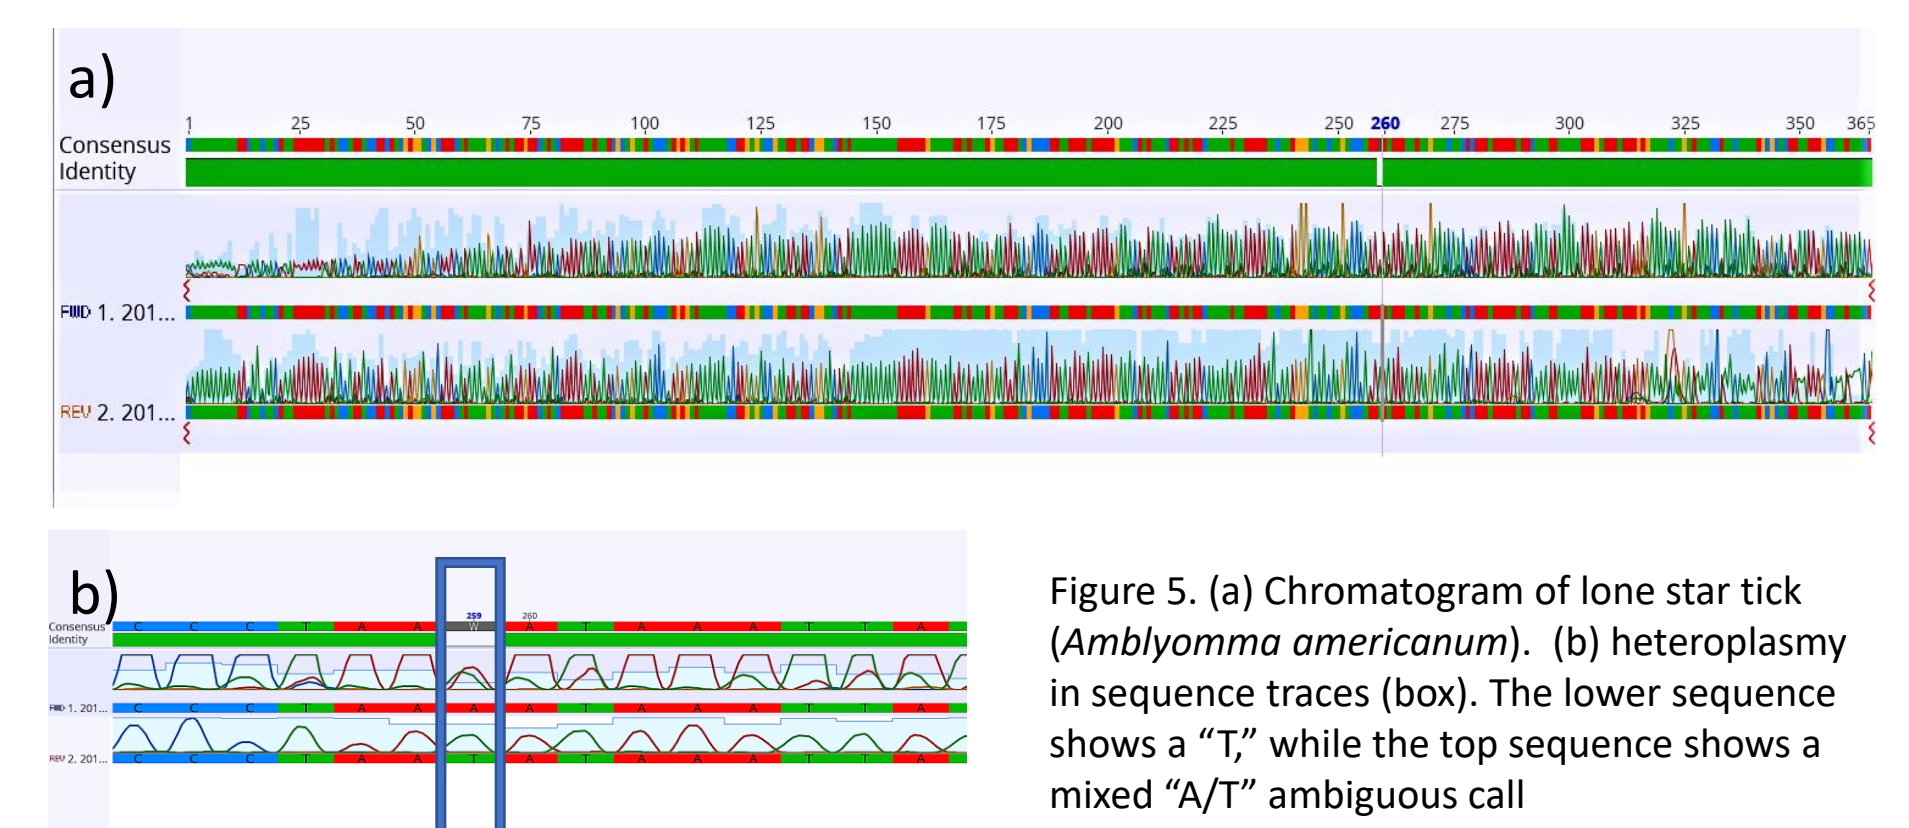 a)
1 25 50 75 100 125 150 175 200 225 250 260 275 300 325 350 365
Consensus
Identity
FWD 1. 201...
REV 2. 201...
b)
259 260
Consensus C C C T A A W A T A A A T T A
Identity
FWD 1. 201... C C C T A A A A T A A A T T A
REV 2. 201... C C C T A A T A T A A A T T A
Figure 5. (a) Chromatogram of lone star tick
(Amblyomma americanum). (b) heteroplasmy
in sequence traces (box). The lower sequence
shows a “T,” while the top sequence shows a
mixed “A/T” ambiguous call